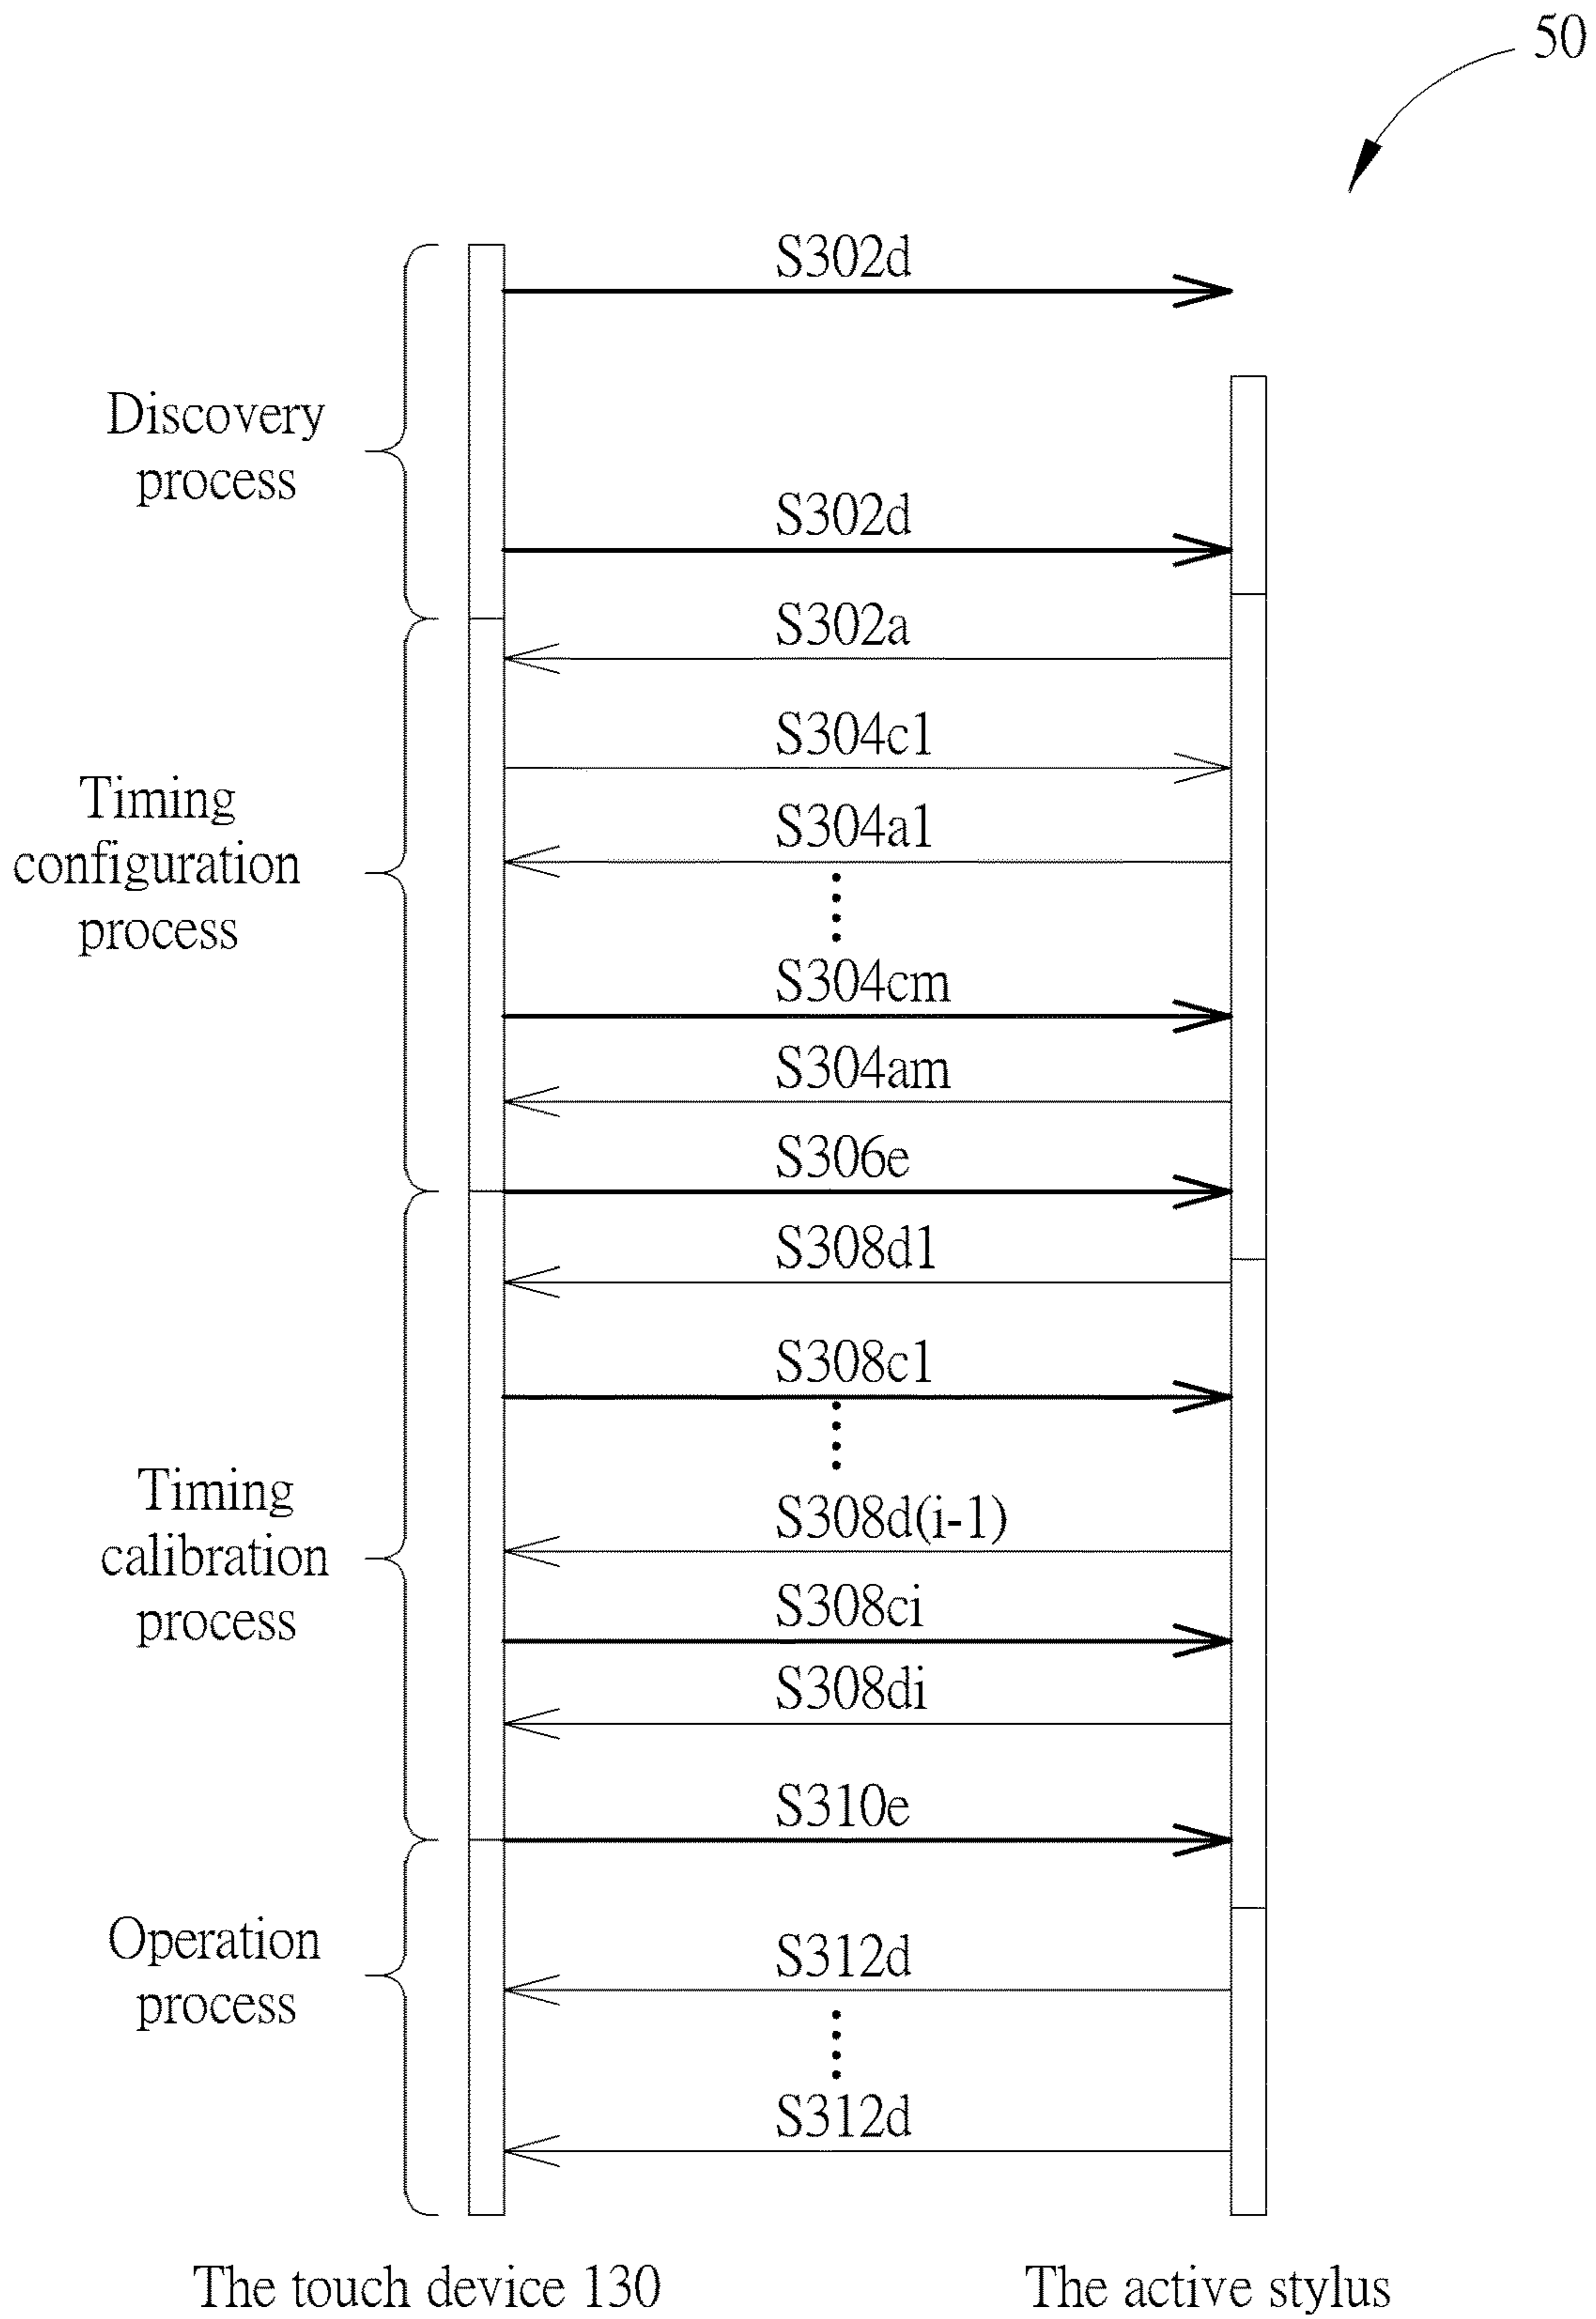 50
S302d
Discovery
process
S302d
S302a
S304c1
Timing
configuration
process
S304a1
S304cm
S304am
S306e
S308d1
S308c1
Timing
calibration
process
S308d(i-1)
S308ci
S308di
S310e
Operation
process
S312d
S312d
The touch device 130
The active stylus